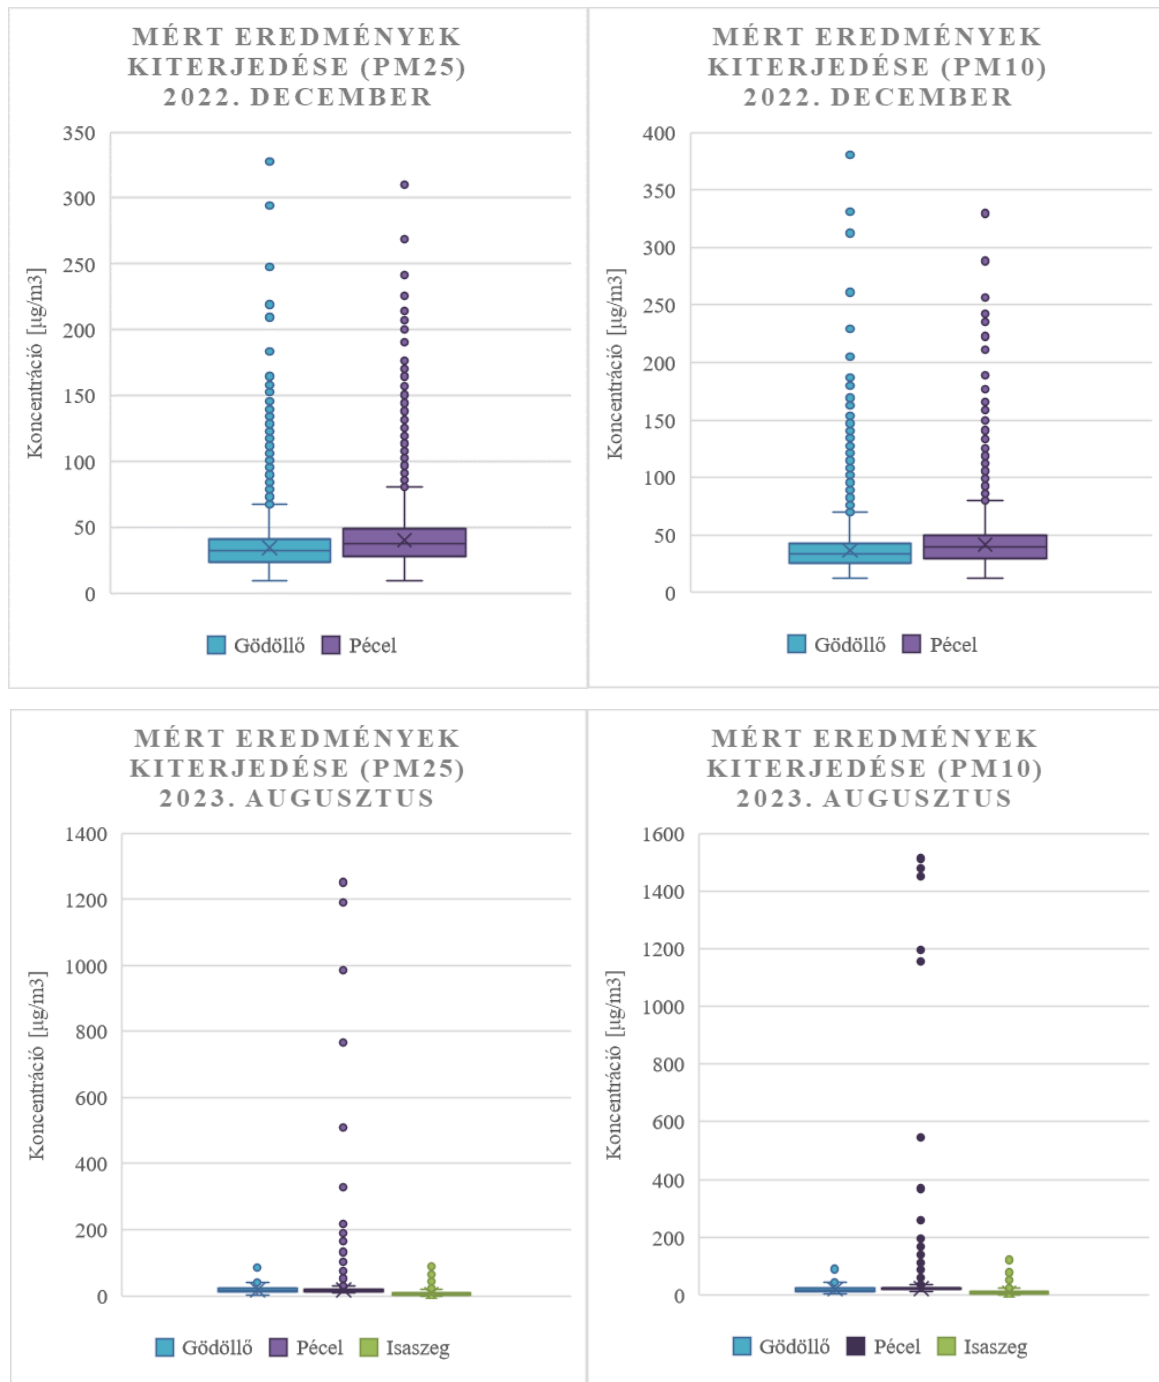 MÉRT EREDMÉNYEK
KITERJEDÉSE (PM25)
2022. DECEMBER
350
300
250
200
150
100
50
0
Koncentráció [µg/m3]
Gödöllő Pécel
MÉRT EREDMÉNYEK
KITERJEDÉSE (PM10)
2022. DECEMBER
400
350
300
250
200
150
100
50
0
Koncentráció [µg/m3]
Gödöllő Pécel
MÉRT EREDMÉNYEK
KITERJEDÉSE (PM25)
2023. AUGUSZTUS
1400
1200
1000
800
600
400
200
0
Koncentráció [µg/m3]
Gödöllő Pécel Isaszeg
MÉRT EREDMÉNYEK
KITERJEDÉSE (PM10)
2023. AUGUSZTUS
1600
1400
1200
1000
800
600
400
200
0
Koncentráció [µg/m3]
Gödöllő Pécel Isaszeg